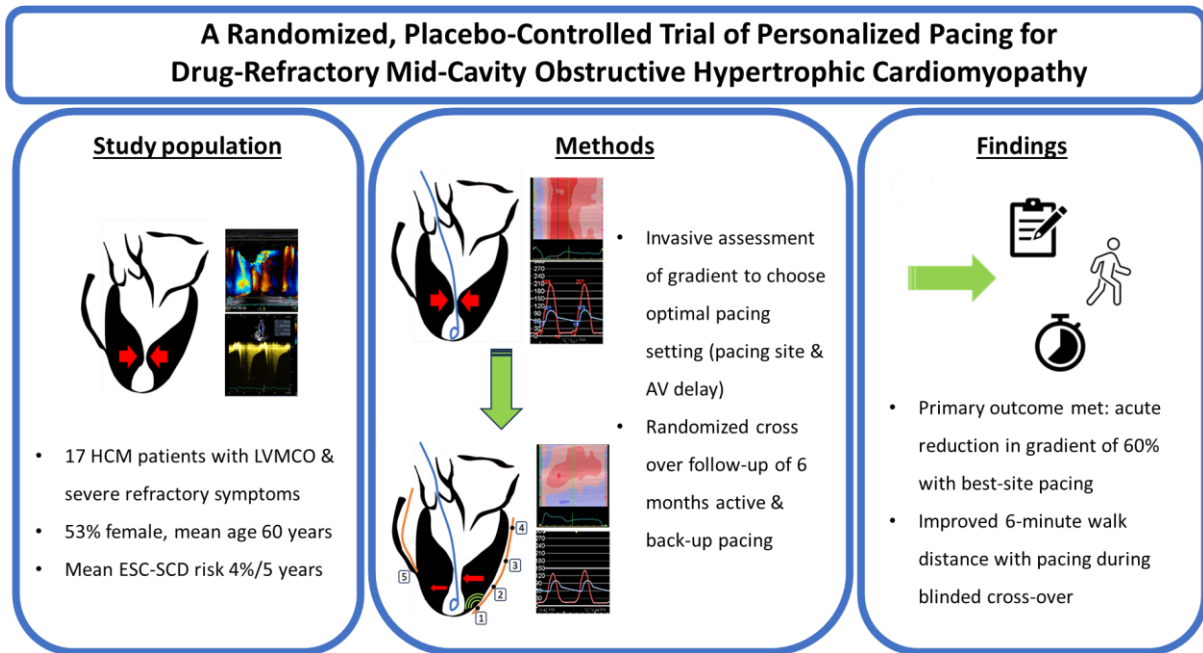 A Randomized, Placebo-Controlled Trial of Personalized Pacing for
Drug-Refractory Mid-Cavity Obstructive Hypertrophic Cardiomyopathy
Study population
• 17 HCM patients with LVMCO &
severe refractory symptoms
• 53% female, mean age 60 years
• Mean ESC-SCD risk 4%/5 years
Methods
• Invasive assessment
of gradient to choose
optimal pacing
setting (pacing site &
AV delay)
• Randomized cross
over follow-up of 6
months active &
back-up pacing
4
3
5
2
1
Findings
• Primary outcome met: acute
reduction in gradient of 60%
with best-site pacing
• Improved 6-minute walk
distance with pacing during
blinded cross-over